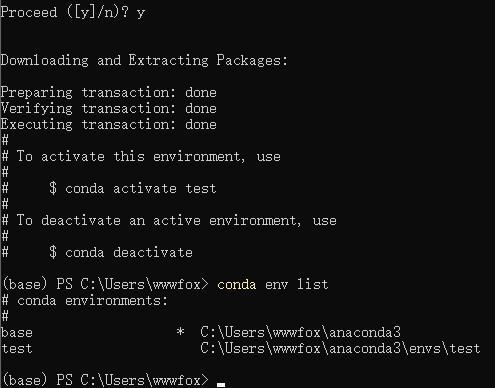 Proceed ([y]/n)? y
Downloading and Extracting Packages:
Preparing transaction: done
Verifying transaction: done
Executing transaction: done
#
# To activate this environment, use
#
#     $ conda activate test
#
# To deactivate an active environment, use
#
#     $ conda deactivate
(base) PS C:\Users\wwwfox> conda env list
# conda environments:
#
base                  *  C:\Users\wwwfox\anaconda3
test                     C:\Users\wwwfox\anaconda3\envs\test
(base) PS C:\Users\wwwfox>